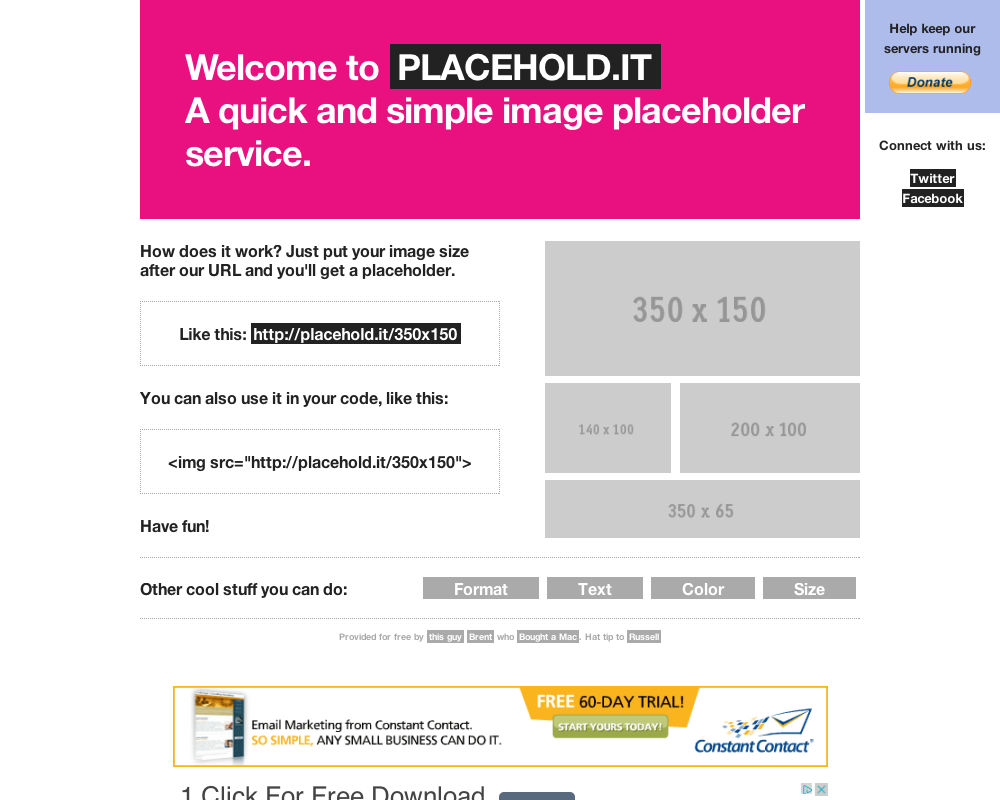 Welcome to PLACEHOLD.IT
A quick and simple image placeholder
service.
Help keep our
servers running
Donate
Connect with us:
Twitter
Facebook
How does it work? Just put your image size
after our URL and you'll get a placeholder.
Like this: http://placehold.it/350x150
You can also use it in your code, like this:
<img src="http://placehold.it/350x150">
Have fun!
350 x 150
140 x 100
200 x 100
350 x 65
Other cool stuff you can do:
Format
Text
Color
Size
Provided for free by this guy Brent who Bought a Mac. Hat tip to Russell
Email Marketing from Constant Contact.
SO SIMPLE, ANY SMALL BUSINESS CAN DO IT.
FREE 60-DAY TRIAL!
START YOURS TODAY!
Constant Contact®
1 Click For Free Download